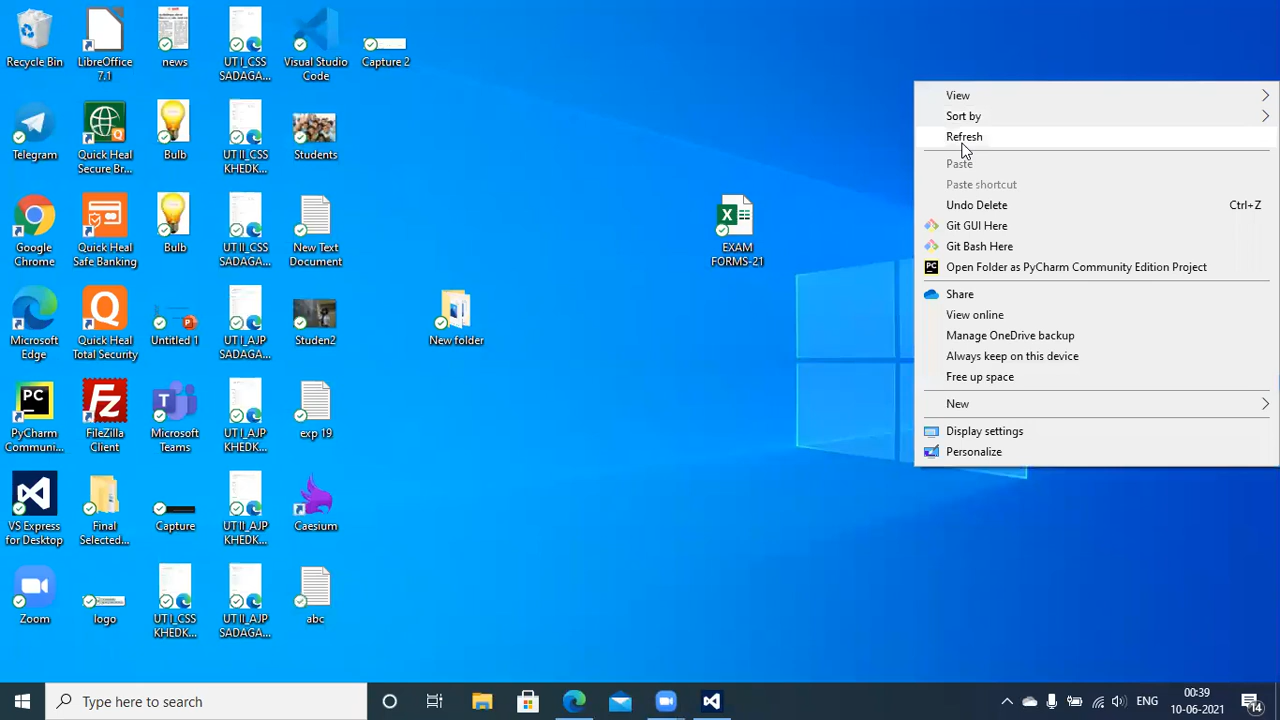 Recycle Bin
LibreOffice
7.1
news
UT I_CSS
SADAGA...
Visual Studio
Code
Capture 2
Telegram
Quick Heal
Secure Br...
Bulb
UT II_CSS
KHEDK...
Students
Google
Chrome
Quick Heal
Safe Banking
Bulb
UT II_CSS
SADAGA...
New Text
Document
EXAM
FORMS-21
Microsoft
Edge
Quick Heal
Total Security
Untitled 1
UT I_AJP
SADAGA...
Studen2
New folder
PyCharm
Communi...
FileZilla
Client
Microsoft
Teams
UT I_AJP
KHEDK...
exp 19
VS Express
for Desktop
Final
Selected...
Capture
UT II_AJP
KHEDK...
Caesium
Zoom
logo
UT I_CSS
KHEDK...
UT II_AJP
SADAGA...
abc
View
Sort by
Refresh
Paste
Paste shortcut
Undo Delete Ctrl+Z
Git GUI Here
Git Bash Here
Open Folder as PyCharm Community Edition Project
Share
View online
Manage OneDrive backup
Always keep on this device
Free up space
New
Display settings
Personalize
Type here to search
ENG
00:39
10-06-2021
14